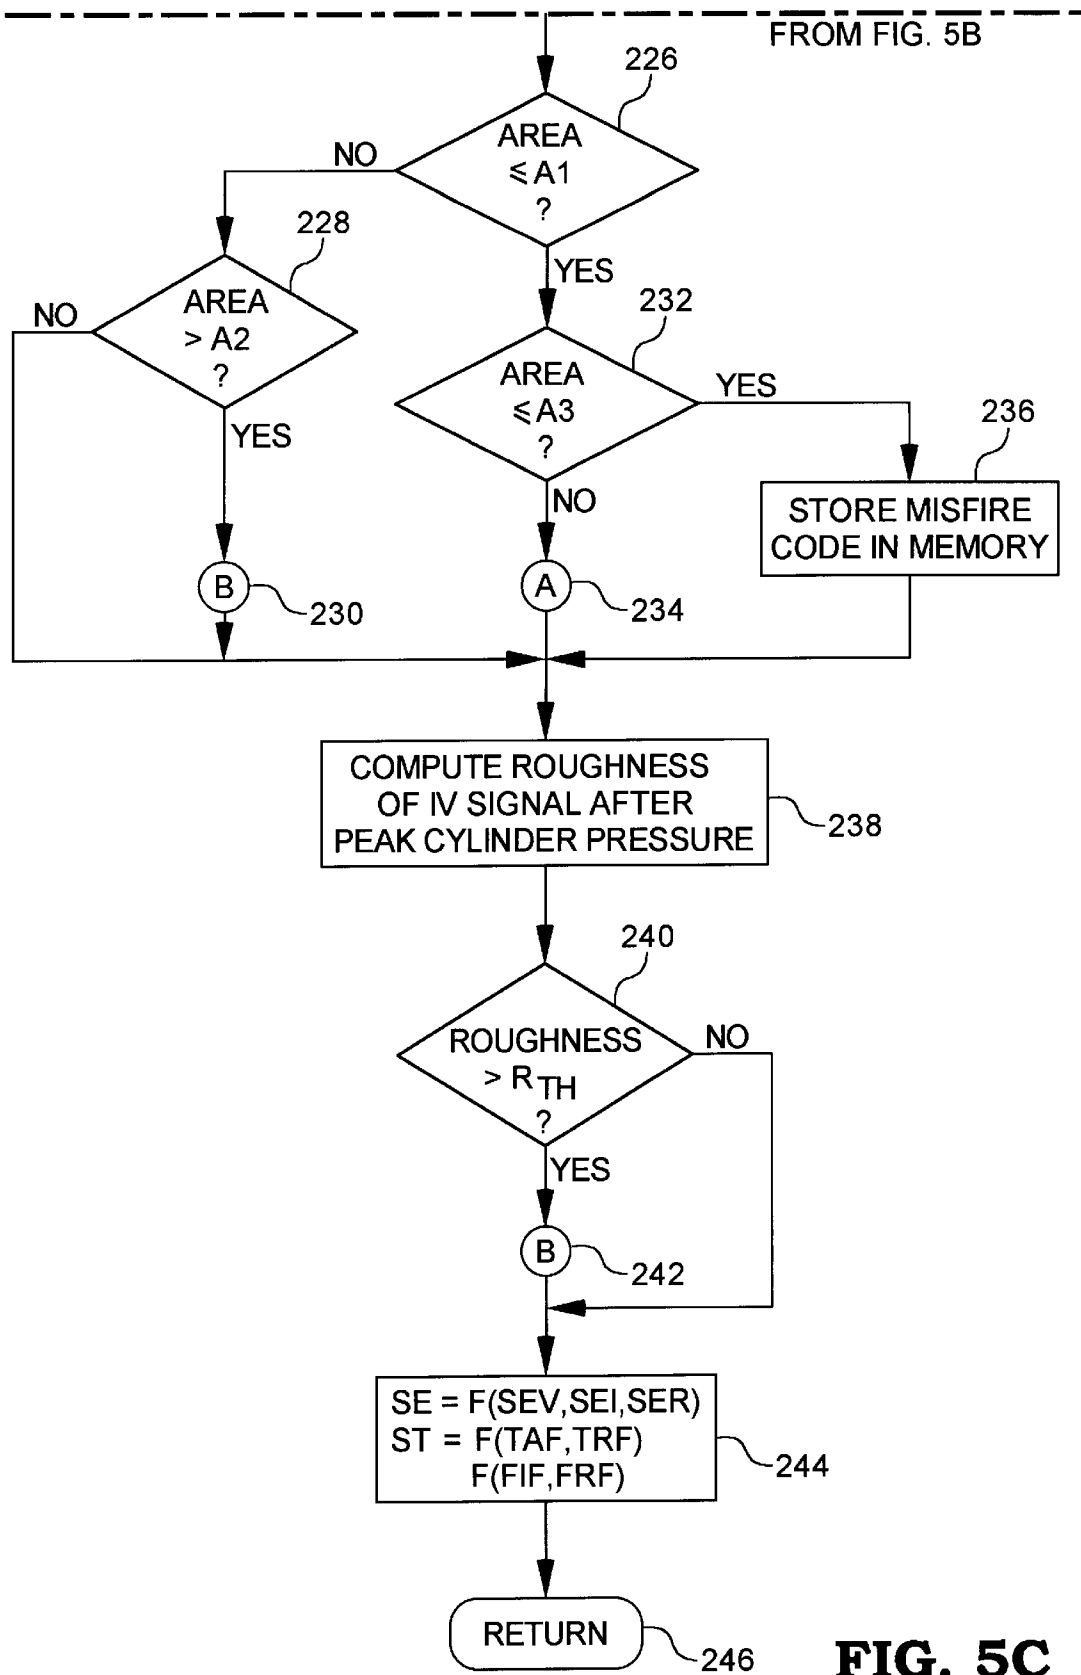 FROM FIG. 5B
226
AREA
≤ A1
?
NO
YES
228
AREA
> A2
?
NO
YES
232
AREA
≤ A3
?
YES
NO
236
STORE MISFIRE
CODE IN MEMORY
B
230
A
234
COMPUTE ROUGHNESS
OF IV SIGNAL AFTER
PEAK CYLINDER PRESSURE
238
240
ROUGHNESS
> RTH
?
NO
YES
B
242
SE = F(SEV,SEI,SER)
ST = F(TAF,TRF)
F(FIF,FRF)
244
RETURN
246
FIG. 5C